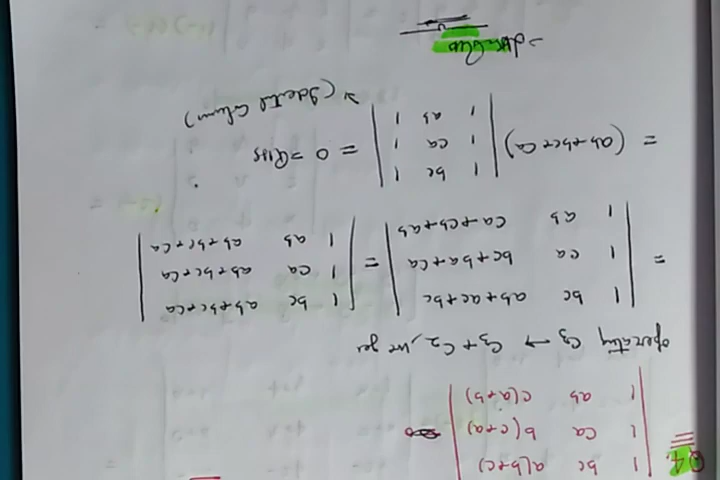 Q4.
| 1 bc a(b+c) |
| 1 ca b(c+a) | = 0
| 1 ab c(a+b) |
operating C3 → C3 + C2, we get
= | 1 bc ab+ac+bc | = | 1 bc ab+bc+ca |
| 1 ca bc+ba+ca | | 1 ca ab+bc+ca |
| 1 ab ca+cb+ab | | 1 ab ab+bc+ca |
= (ab+bc+ca) | 1 bc 1 |
| 1 ca 1 | = 0 = RHS
| 1 ab 1 | (Identical Column)